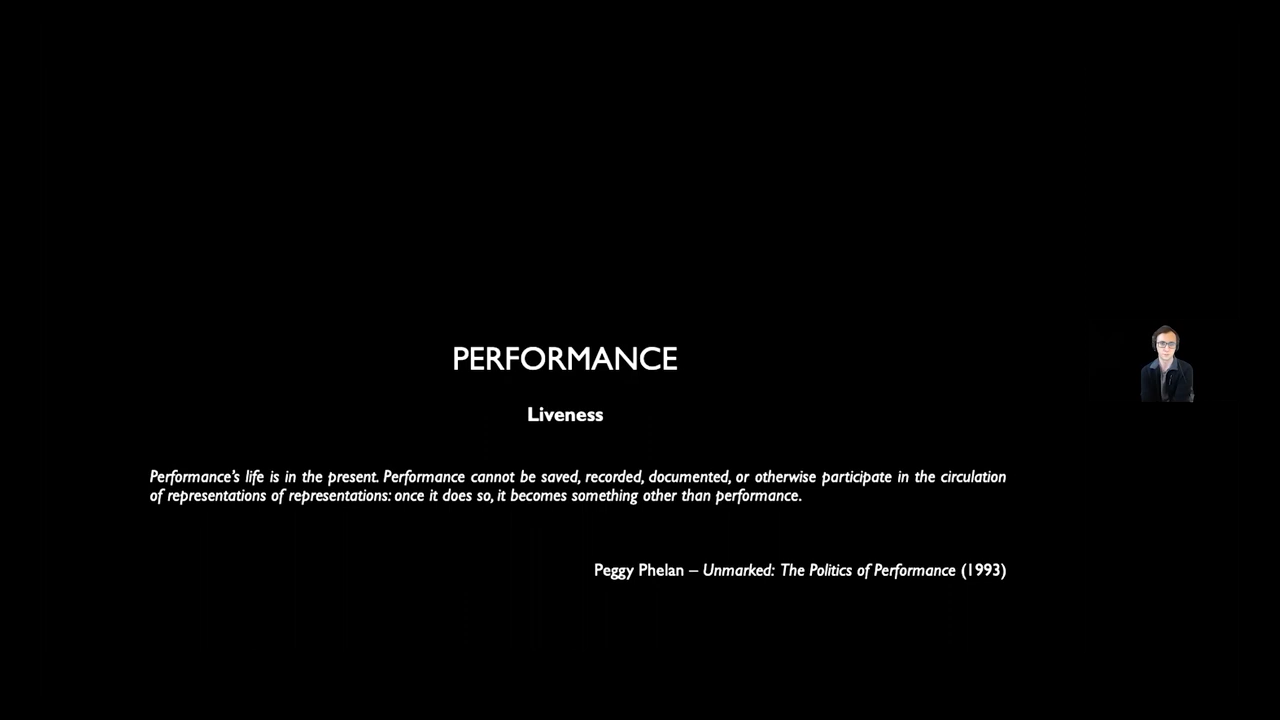 PERFORMANCE
Liveness
Performance’s life is in the present. Performance cannot be saved, recorded, documented, or otherwise participate in the circulation
of representations of representations: once it does so, it becomes something other than performance.
Peggy Phelan – Unmarked: The Politics of Performance (1993)